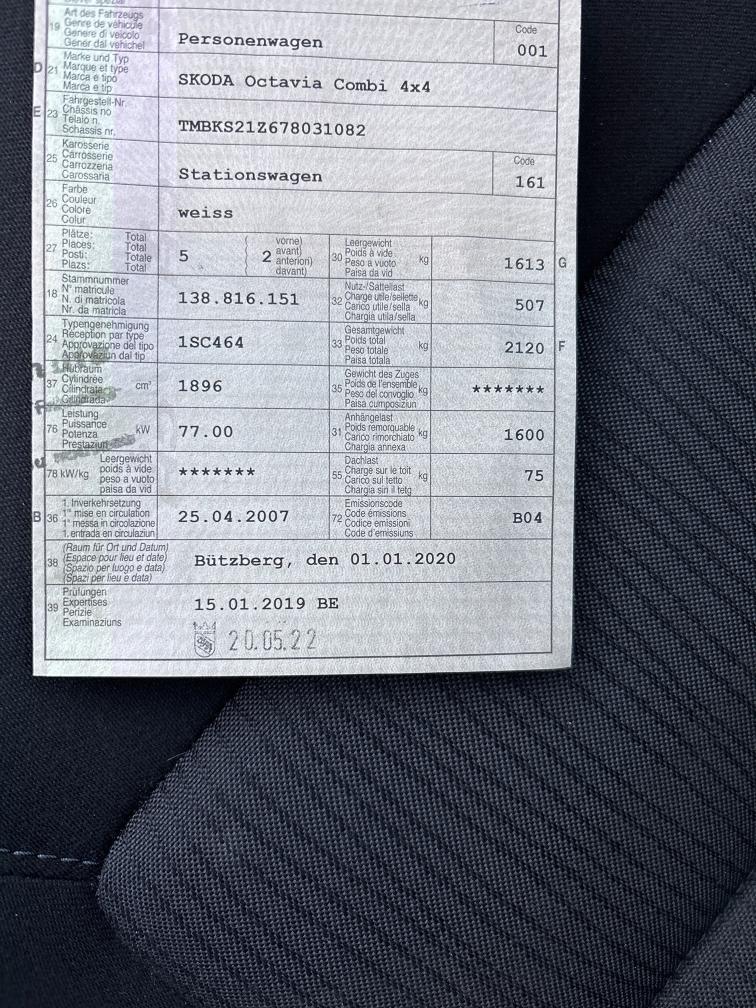 19 Art des Fahrzeugs
Genre de véhicule
Genere di veicolo
Gener dal vehichel
Personenwagen
Code
001
D 21 Marke und Typ
Marque et type
Marca e tipo
Marca e tip
SKODA Octavia Combi 4x4
E 23 Fahrgestell-Nr.
Châssis no
Telaio n.
Schassis nr.
TMBKS21Z678031082
25 Karosserie
Carrosserie
Carrozzeria
Carossaria
Stationswagen
Code
161
26 Farbe
Couleur
Colore
Colur
weiss
27 Plätze: Total
Places: Total
Posti: Totale
Plazs: Total
5
2 vorne)
avant)
anteriori)
davant)
30 Leergewicht
Poids à vide
Peso a vuoto
Paisa da vid
kg
1613 G
18 Stammnummer
N° matricule
N. di matricola
Nr. da matricla
138.816.151
32 Nutz-/Sattellast
Charge utile/sellette
Carico utile/sella
Chargia utila/sella
kg
507
24 Typengenehmigung
Réception par type
Approvazione del tipo
Approvaziun dal tip
1SC464
33 Gesamtgewicht
Poids total
Peso totale
Paisa totala
kg
2120 F
37 Hubraum
Cylindrée
Cilindrata
Cilindrada
cm³
1896
35 Gewicht des Zuges
Poids de l'ensemble
Peso del convoglio
Paisa cumposiziun
kg
*******
76 Leistung
Puissance
Potenza
Prestaziun
kW
77.00
31 Anhängelast
Poids remorquable
Carico rimorchiato
Chargia annexa
kg
1600
78 kW/kg Leergewicht
poids à vide
peso a vuoto
paisa da vid
*******
55 Dachlast
Charge sur le toit
Carico sul tetto
Chargia sin il tetg
kg
75
B 36 1. Inverkehrsetzung
1re mise en circulation
1a messa in circolazione
1. entrada en circulaziun
25.04.2007
72 Emissionscode
Code émissions
Codice emissioni
Code d'emissiuns
B04
38 (Raum für Ort und Datum)
(Espace pour lieu et date)
(Spazio per luogo e data)
(Spazi per lieu e data)
Bützberg, den 01.01.2020
39 Prüfungen
Expertises
Perizie
Examinaziuns
15.01.2019 BE
20.05.22